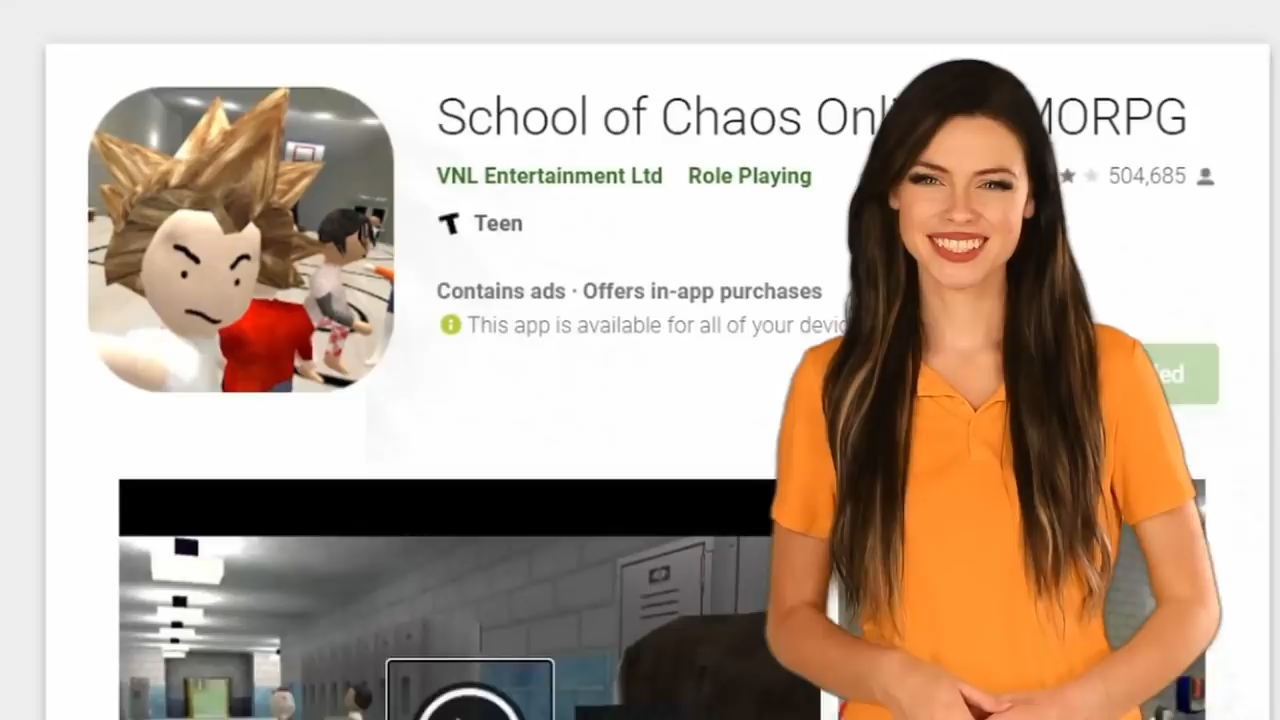 School of Chaos Onl MORPG
VNL Entertainment Ltd Role Playing
504,685
T Teen
Contains ads · Offers in-app purchases
This app is available for all of your devic